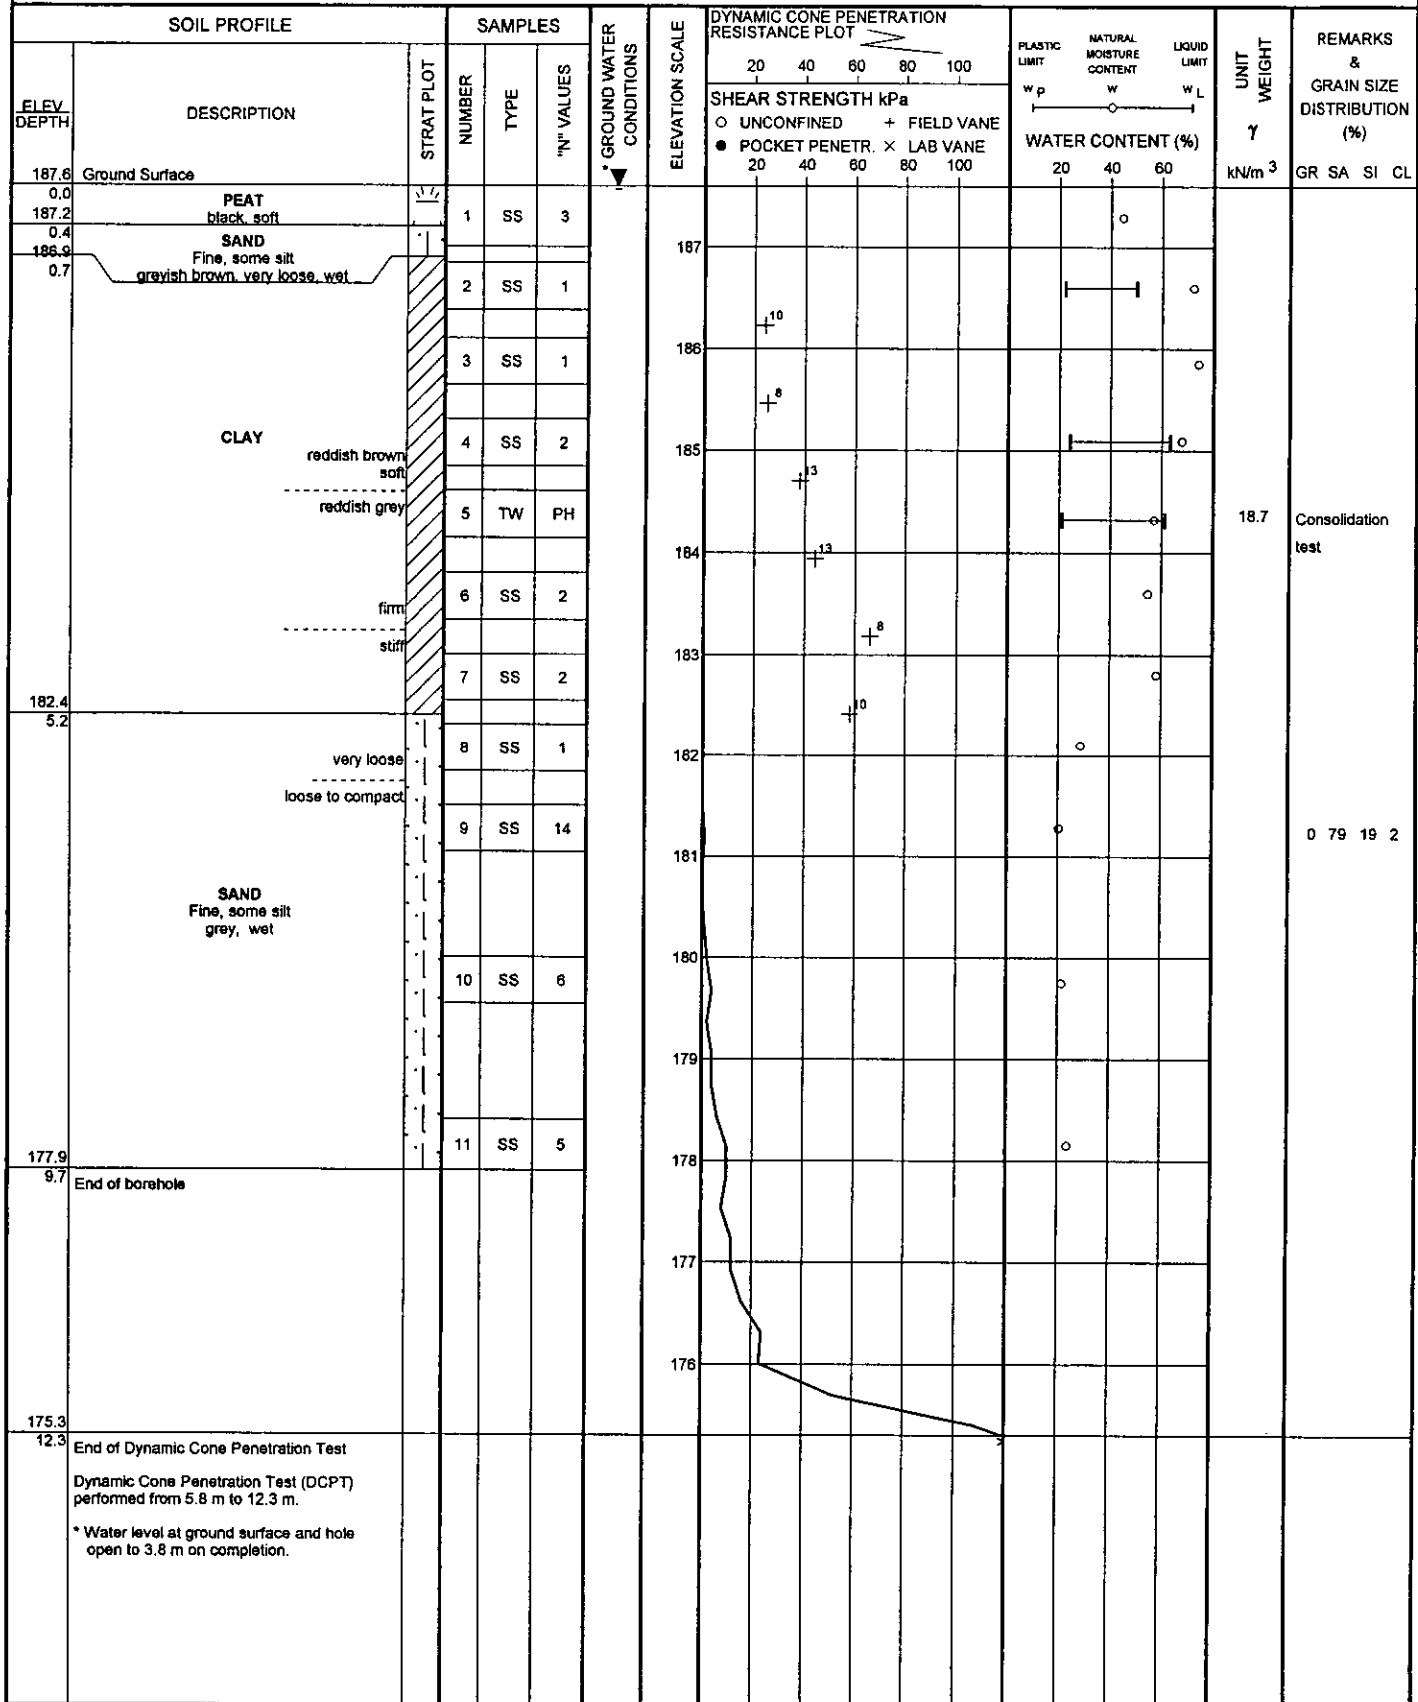 SOIL PROFILE
SAMPLES
* GROUND WATER CONDITIONS
ELEVATION SCALE
DYNAMIC CONE PENETRATION
RESISTANCE PLOT
20 40 60 80 100
SHEAR STRENGTH kPa
O UNCONFINED + FIELD VANE
● POCKET PENETR. × LAB VANE
20 40 60 80 100
PLASTIC LIMIT
NATURAL MOISTURE CONTENT
LIQUID LIMIT
w P w w L
WATER CONTENT (%)
20 40 60
UNIT WEIGHT
γ
kN/m 3
REMARKS
&
GRAIN SIZE
DISTRIBUTION
(%)
GR SA SI CL
ELEV
DEPTH
DESCRIPTION
STRAT PLOT
NUMBER
TYPE
"N" VALUES
187.6 Ground Surface
0,0
PEAT
black, soft
187.2
0.4
SAND
Fine, some silt
greyish brown, very loose, wet
186.9
0.7
1 SS 3
187
2 SS 1
10
186
3 SS 1
8
CLAY
4 SS 2
reddish brown
soft
185
13
reddish grey
5 TW PH
18.7
Consolidation
test
184
13
6 SS 2
firm
stiff
8
183
7 SS 2
182.4
5.2
10
8 SS 1
very loose
182
loose to compact
9 SS 14
0 79 19 2
181
SAND
Fine, some silt
grey, wet
180
10 SS 6
179
11 SS 5
178
177.9
9.7
End of borehole
177
176
175.3
12.3
End of Dynamic Cone Penetration Test
Dynamic Cone Penetration Test (DCPT)
performed from 5.8 m to 12.3 m.
* Water level at ground surface and hole
open to 3.8 m on completion.